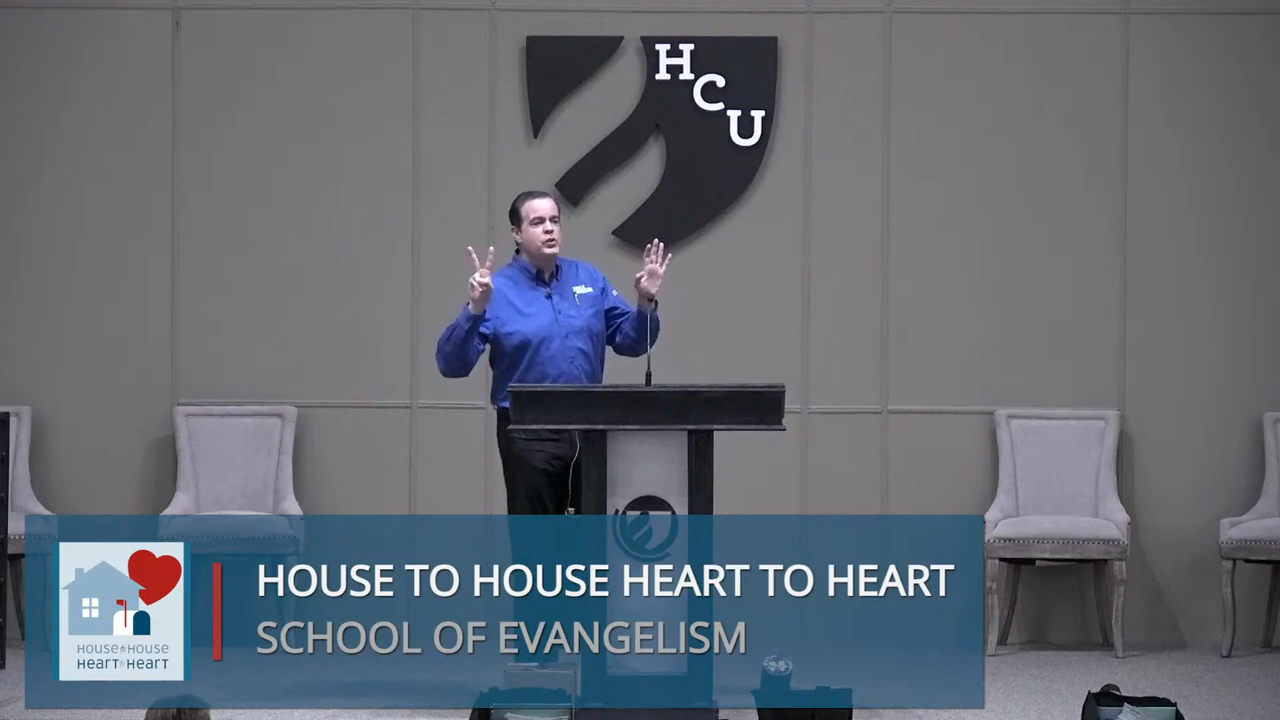 HCU
HOUSE TO HOUSE HEART TO HEART
SCHOOL OF EVANGELISM
HOUSE TO HOUSE
HEART TO HEART